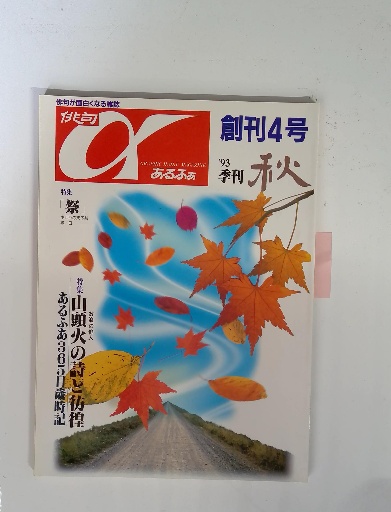 俳句が面白くなる雑誌
俳句
α
あるふぁ
創刊4号
'93
季刊
秋
特集
祭
特集
山頭火の詩と彷徨
あるふぁ365日歳時記